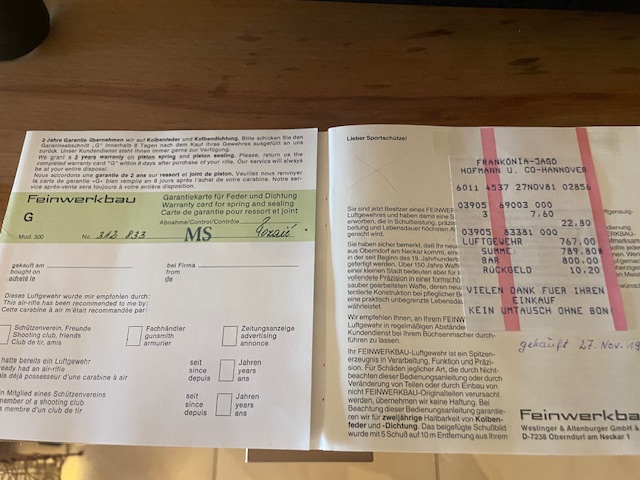 2 Jahre Garantie übernehmen wir auf Kolbenfeder und Kolbendichtung. Bitte schicken Sie den
Garantieabschnitt „G" innerhalb 8 Tagen nach dem Kauf Ihres Gewehres ausgefüllt an uns
zurück. Unser Kundendienst steht Ihnen immer gerne zur Verfügung.
We grant a 2 years warranty on piston spring and piston sealing. Please, return us the
completed warranty card "G" within 8 days after purchase of your rifle. Our service will always
be at your entire disposal.
Nous accordons une garantie de 2 ans sur ressort et joint de piston. Veuillez nous renvoyer
la carte de garantie «G» bien remplie en 8 jours après l'achat de votre carabine. Notre ser-
vice après-vente sera toujours à votre entière disposition.
Feinwerkbau
Garantiekarte für Feder und Dichtung
Warranty card for spring and sealing
Carte de garantie pour ressort et joint
G
Abnahme/Control/Contrôle
Mod. 300 No. 312 833 MS
gekauft am
bought on
acheté le
bei Firma
from
de
Dieses Luftgewehr wurde mir empfohlen durch:
This air-rifle has been recommended to me by:
Cette carabine à air m'était recommandée par:
Schützenverein, Freunde
Shooting club, friends
Club de tir, amis
Fachhändler
gunsmith
armurier
Zeitungsanzeige
advertising
annonce
hatte bereits ein Luftgewehr
ready had an air-rifle
déjà possesseur d'une carabine à air
seit
since
depuis
Jahren
years
ans
n Mitglied eines Schützenvereins
member of a shooting club
s membre d'un club de tir
seit
since
depuis
Jahren
years
ans
Lieber Sportschütze!
Sie sind jetzt Besitzer eines FEINWER
Luftgewehres und haben damit eine S
erworben, die in Schußleistung, Präzis
beitung und Lebensdauer höchsten A
gerecht wird.
Sie haben sicher bemerkt, daß Ihr neu
aus Oberndorf am Neckar kommt, ein
in der seit Beginn des 19. Jahrhundert
gefertigt werden. Über 150 Jahre Waf
einer kleinen Stadt bedeuten aber für
vollendete Präzision in einer formsch
sauber gearbeiteten Waffe, deren neu
tentierte Konstruktion bei pfleglicher B
eine praktisch unbegrenzte Lebensda
währleistet.
Wir empfehlen Ihnen, an Ihrem FEINW
Luftgewehr in regelmäßigen Abstände
Kundendienst bei Ihrem Büchsenmacher durch-
führen zu lassen.
Ihr FEINWERKBAU-Luftgewehr ist ein Spitzen-
erzeugnis in Verarbeitung, Funktion und Präzi-
sion. Für Schäden jeglicher Art, die durch Nicht-
beachten dieser Bedienungsanleitung oder durch
Veränderung von Teilen oder durch Einbau von
nicht FEINWERKBAU-Originalteilen verursacht
werden, übernehmen wir keine Haftung. Bei
Beachtung dieser Bedienungsanleitung garantie-
ren wir für zweijährige Haltbarkeit von Kolben-
feder und -Dichtung. Das beigefügte Schußbild
wurde mit 5 Schuß auf 10 m Entfernung aus Ihrem
FRANKONIA-JAGD
HOFMANN U. CO-HANNOVER
6011 4537 27NOV81 02856
03905 69003 000
3 7.60
22.80
03905 83381 000
LUFTGEWEHR 767.00
SUMME: 789.80*
BAR 800.00
RÜCKGELD 10.20
VIELEN DANK FUER IHREN
EINKAUF
KEIN UMTAUSCH OHNE BON
gekauft 27. Nov. 19
Feinwerkba
Westinger & Altenburger GmbH &
D-7238 Oberndorf am Neckar 1